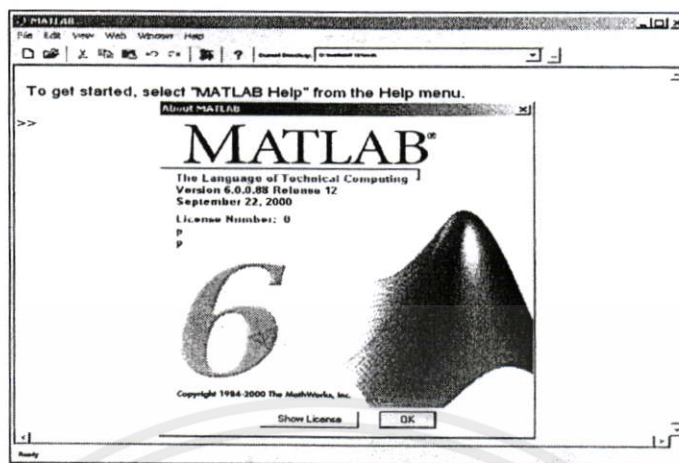 MATLAB
File Edit View Web Window Help
Current Directory:
To get started, select "MATLAB Help" from the Help menu.
>>
About MATLAB
MATLAB®
The Language of Technical Computing
Version 6.0.0.88 Release 12
September 22, 2000
License Number: 0
p
p
6
Copyright 1984-2000 The MathWorks, Inc.
Show License OK
Ready